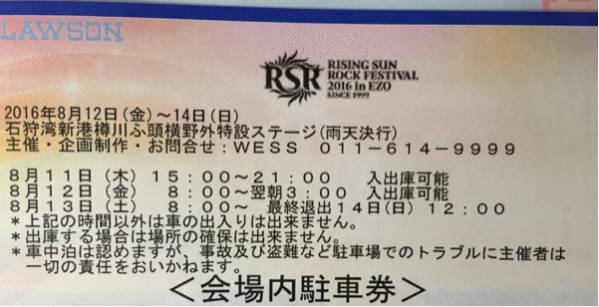 LAWSON
RSR RISING SUN
ROCK FESTIVAL
2016 in EZO
SINCE 1999
2016年8月12日(金)~14日(日)
石狩湾新港樽川ふ頭横野外特設ステージ(雨天決行)
主催・企画制作・お問合せ:WESS 011-614-9999
8月11日(木) 15:00~21:00 入出庫可能
8月12日(金) 8:00~翌朝3:00 入出庫可能
8月13日(土) 8:00~ 最終退出14日(日) 12:00
*上記の時間以外は車の出入りは出来ません。
*出庫する場合は場所の確保は出来ません。
*車中泊は認めますが、事故及び盗難など駐車場でのトラブルに主催者は
一切の責任をおいかねます。
<会場内駐車券>